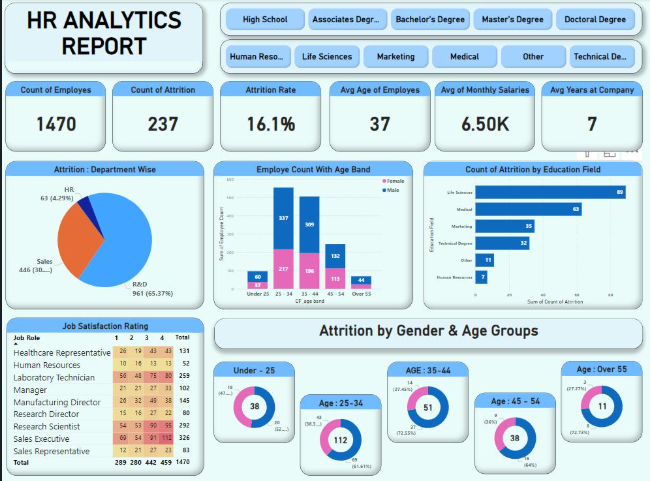 HR ANALYTICS
REPORT
High School
Associates Degr...
Bachelor's Degree
Master's Degree
Doctoral Degree
Human Reso...
Life Sciences
Marketing
Medical
Other
Technical De...
Count of Employes
1470
Count of Attrition
237
Attrition Rate
16.1%
Avg Age of Employes
37
Avg of Monthly Salaries
6.50K
Avg Years at Company
7
Attrition : Department Wise
HR
63 (4.29%)
Sales
446 (30....)
R&D
961 (65.37%)
Employe Count With Age Band
Female
Male
Sum of Employee Count
60
337
309
132
44
217
196
113
Under 25
25 - 34
35 - 44
45 - 54
Over 55
CF_age band
Count of Attrition by Education Field
Education Field
Life Sciences 89
Medical 63
Marketing 35
Technical Degree 32
Other 11
Human Resources 7
Sum of Count of Attrition
Job Satisfaction Rating
Job Role 1 2 3 4 Total
Healthcare Representative 26 19 43 43 131
Human Resources 10 16 13 13 52
Laboratory Technician 56 48 75 80 259
Manager 21 21 27 33 102
Manufacturing Director 26 32 49 38 145
Research Director 15 16 27 22 80
Research Scientist 54 53 90 95 292
Sales Executive 69 54 91 112 326
Sales Representative 12 21 27 23 83
Total 289 280 442 459 1470
Attrition by Gender & Age Groups
Under - 25
18
38
20
Age : 25-34
43
112
69
(61.61%)
AGE : 35-44
14
(27.45%)
51
37
(72.55%)
Age : 45 - 54
9
(36%)
38
16
(64%)
Age : Over 55
3
(27.27%)
11
8
(72.73%)